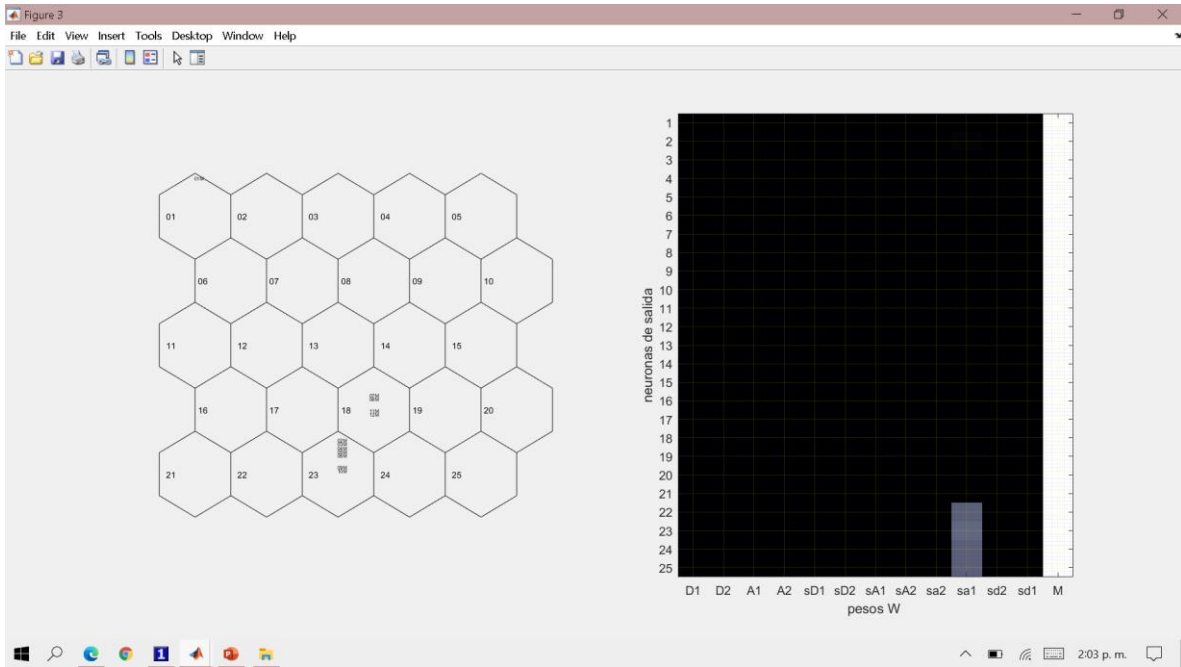 Figure 3
File Edit View Insert Tools Desktop Window Help
01 02 03 04 05
06 07 08 09 10
11 12 13 14 15
16 17 18 19 20
21 22 23 24 25
neuronas de salida
1
2
3
4
5
6
7
8
9
10
11
12
13
14
15
16
17
18
19
20
21
22
23
24
25
D1 D2 A1 A2 sD1 sD2 sA1 sA2 sa2 sa1 sd2 sd1 M
pesos W
1
2:03 p. m.